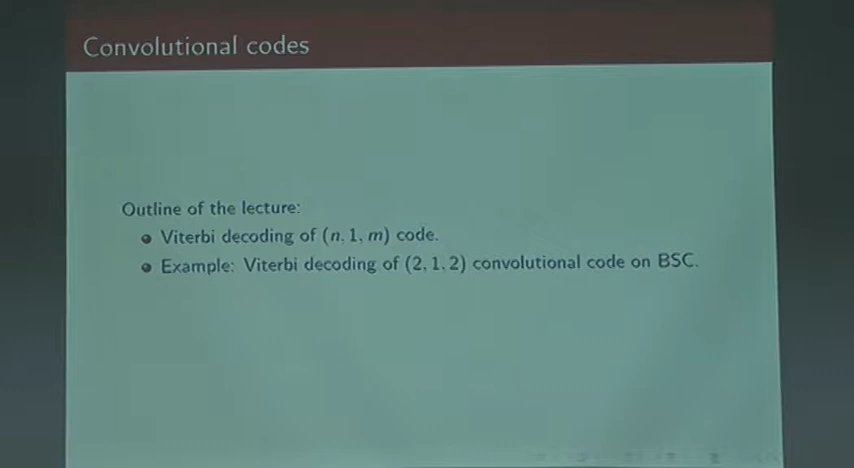 Convolutional codes
Outline of the lecture:
Viterbi decoding of (n, 1, m) code.
Example: Viterbi decoding of (2, 1, 2) convolutional code on BSC.